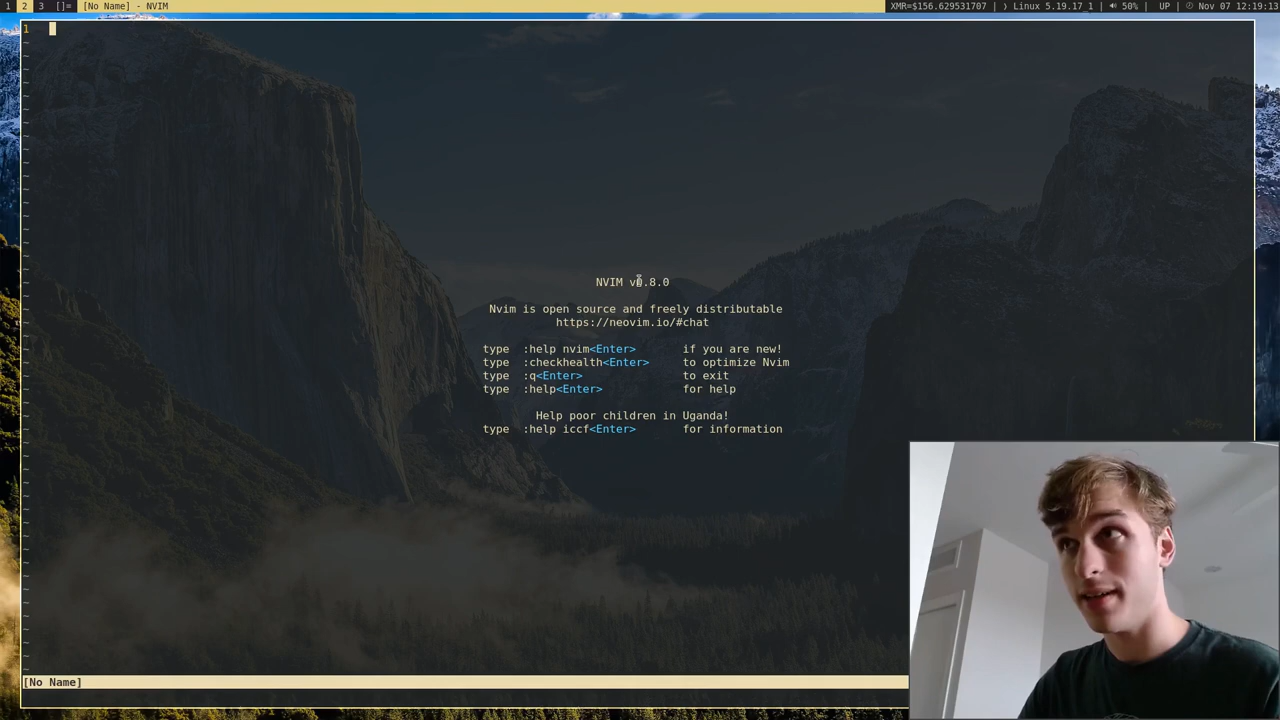 1 2 3 []= [No Name] - NVIM XMR=$156.629531707 | Linux 5.19.17_1 | 50% | UP | Nov 07 12:19:13
1
NVIM v0.8.0
Nvim is open source and freely distributable
https://neovim.io/#chat
type :help nvim<Enter> if you are new!
type :checkhealth<Enter> to optimize Nvim
type :q<Enter> to exit
type :help<Enter> for help
Help poor children in Uganda!
type :help iccf<Enter> for information
[No Name]